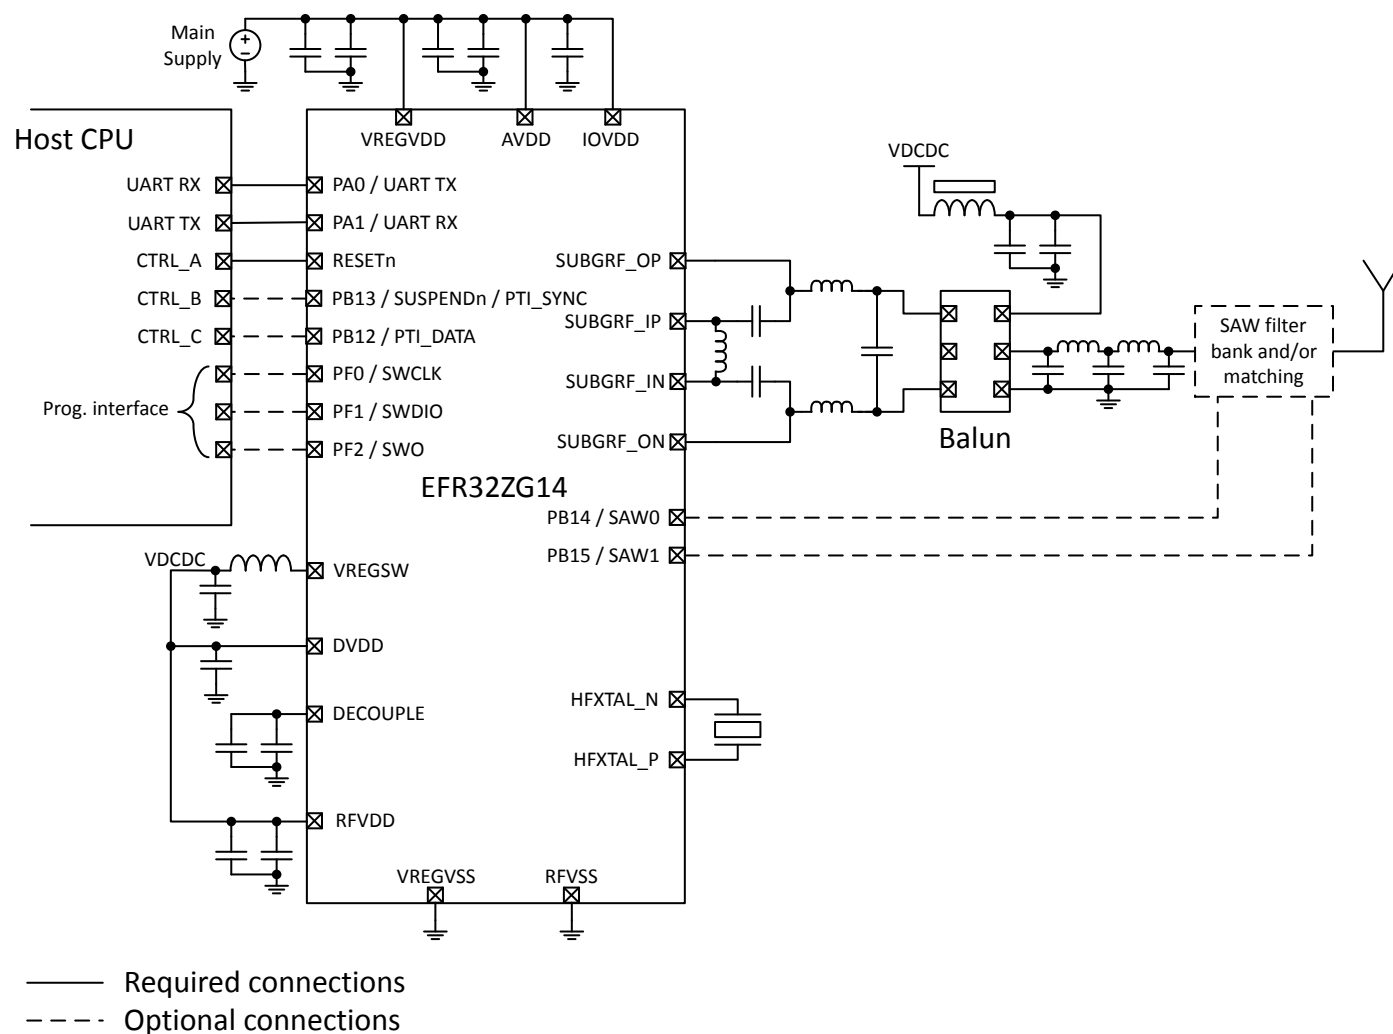 Main
Supply
+
−
Host CPU
VREGVDD
AVDD
IOVDD
VDCDC
UART RX
PA0 / UART TX
UART TX
PA1 / UART RX
CTRL_A
RESETn
SUBGRF_OP
CTRL_B
PB13 / SUSPENDn / PTI_SYNC
SUBGRF_IP
CTRL_C
PB12 / PTI_DATA
SAW filter
bank and/or
matching
PF0 / SWCLK
SUBGRF_IN
Prog. interface
PF1 / SWDIO
PF2 / SWO
SUBGRF_ON
Balun
EFR32ZG14
PB14 / SAW0
PB15 / SAW1
VDCDC
VREGSW
DVDD
HFXTAL_N
DECOUPLE
HFXTAL_P
RFVDD
VREGVSS
RFVSS
Required connections
Optional connections